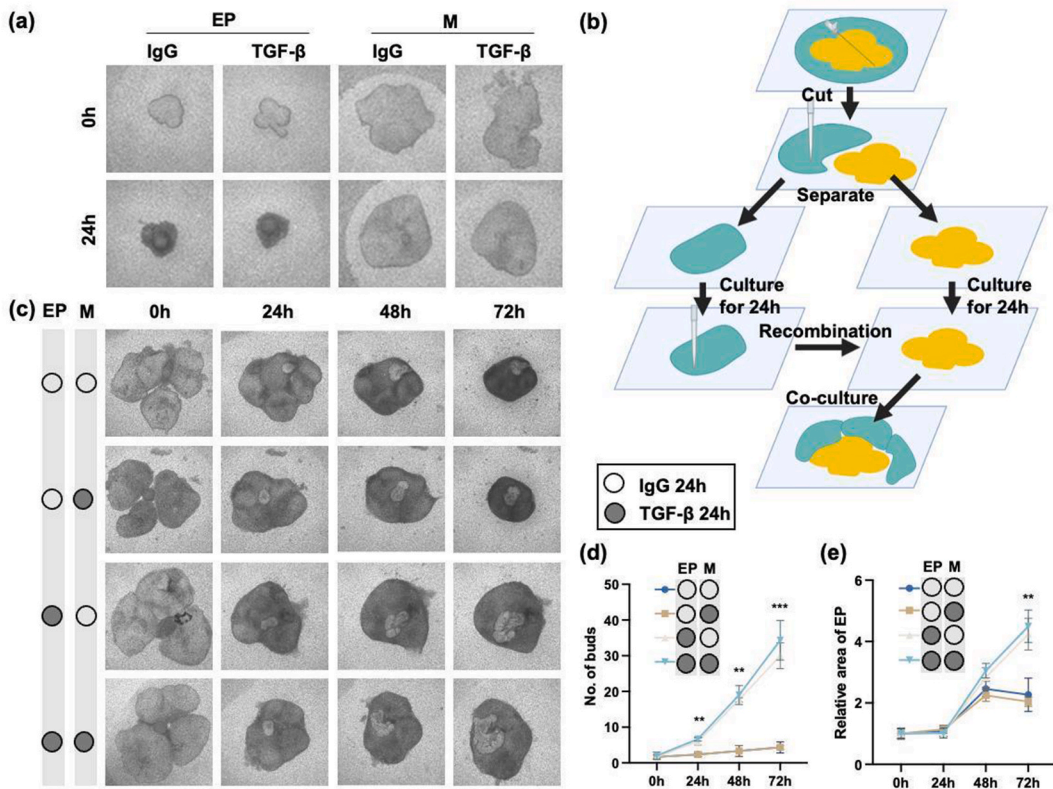 (a)
EP
M
IgG
TGF-β
IgG
TGF-β
0h
24h
(b)
Cut
Separate
Culture
for 24h
Culture
for 24h
Recombination
Co-culture
IgG 24h
TGF-β 24h
(c)
EP M 0h 24h 48h 72h
(d)
EP M
No. of buds
50
40
30
20
10
0
**
**
***
0h 24h 48h 72h
(e)
EP M
Relative area of EP
6
4
2
0
**
0h 24h 48h 72h